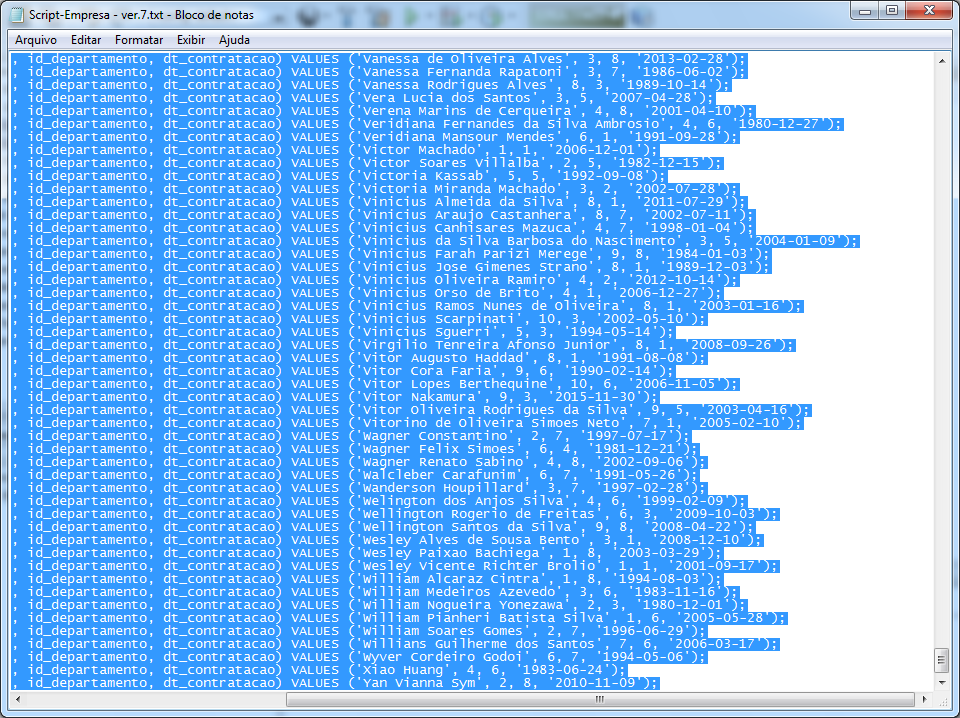 Script-Empresa - ver.7.txt - Bloco de notas
Arquivo Editar Formatar Exibir Ajuda
, id_departamento, dt_contratacao) VALUES ('Vanessa de Oliveira Alves', 3, 8, '2013-02-28');
, id_departamento, dt_contratacao) VALUES ('Vanessa Fernanda Rapatoni', 3, 7, '1986-06-02');
, id_departamento, dt_contratacao) VALUES ('Vanessa Rodrigues Alves', 8, 3, '1989-10-14');
, id_departamento, dt_contratacao) VALUES ('Vera Lucia dos Santos', 3, 5, '2007-04-28');
, id_departamento, dt_contratacao) VALUES ('Verena Marins de Cerqueira', 4, 8, '2001-04-10');
, id_departamento, dt_contratacao) VALUES ('Veridiana Fernandes da Silva Ambrosio', 4, 6, '1980-12-27');
, id_departamento, dt_contratacao) VALUES ('Veridiana Mansour Mendes', 6, 1, '1991-09-28');
, id_departamento, dt_contratacao) VALUES ('Victor Machado', 1, 1, '2006-12-01');
, id_departamento, dt_contratacao) VALUES ('Victor Soares Villalba', 2, 5, '1982-12-15');
, id_departamento, dt_contratacao) VALUES ('Victoria Kassab', 5, 5, '1992-09-08');
, id_departamento, dt_contratacao) VALUES ('Victoria Miranda Machado', 3, 2, '2002-07-28');
, id_departamento, dt_contratacao) VALUES ('Vinicius Almeida da Silva', 8, 1, '2011-07-29');
, id_departamento, dt_contratacao) VALUES ('Vinicius Araujo Castanhera', 8, 7, '2002-07-11');
, id_departamento, dt_contratacao) VALUES ('Vinicius Canhisares Mazuca', 4, 7, '1998-01-04');
, id_departamento, dt_contratacao) VALUES ('Vinicius da Silva Barbosa do Nascimento', 3, 5, '2004-01-09');
, id_departamento, dt_contratacao) VALUES ('Vinicius Farah Parizi Merege', 9, 8, '1984-01-03');
, id_departamento, dt_contratacao) VALUES ('Vinicius Jose Gimenes Strano', 8, 1, '1989-12-03');
, id_departamento, dt_contratacao) VALUES ('Vinicius Oliveira Ramiro', 4, 2, '2012-10-14');
, id_departamento, dt_contratacao) VALUES ('Vinicius Orso de Brito', 4, 1, '2006-12-27');
, id_departamento, dt_contratacao) VALUES ('Vinicius Ramos Nunes de Oliveira', 8, 1, '2003-01-16');
, id_departamento, dt_contratacao) VALUES ('Vinicius Scarpinati', 10, 3, '2002-05-10');
, id_departamento, dt_contratacao) VALUES ('Vinicius Sguerri', 5, 3, '1994-05-14');
, id_departamento, dt_contratacao) VALUES ('Virgilio Tenreira Afonso Junior', 8, 1, '2008-09-26');
, id_departamento, dt_contratacao) VALUES ('Vitor Augusto Haddad', 8, 1, '1991-08-08');
, id_departamento, dt_contratacao) VALUES ('Vitor Cora Faria', 9, 6, '1990-02-14');
, id_departamento, dt_contratacao) VALUES ('Vitor Lopes Berthequine', 10, 6, '2006-11-05');
, id_departamento, dt_contratacao) VALUES ('Vitor Nakamura', 9, 3, '2015-11-30');
, id_departamento, dt_contratacao) VALUES ('Vitor Oliveira Rodrigues da Silva', 9, 5, '2003-04-16');
, id_departamento, dt_contratacao) VALUES ('Vitorino de Oliveira Simoes Neto', 7, 1, '2005-02-10');
, id_departamento, dt_contratacao) VALUES ('Wagner Constantino', 2, 7, '1997-07-17');
, id_departamento, dt_contratacao) VALUES ('Wagner Felix Simoes', 6, 4, '1981-12-21');
, id_departamento, dt_contratacao) VALUES ('Wagner Renato Sabino', 4, 8, '2002-09-06');
, id_departamento, dt_contratacao) VALUES ('Walcleber Carafunim', 6, 7, '1991-05-26');
, id_departamento, dt_contratacao) VALUES ('Wanderson Houpillard', 3, 7, '1997-02-28');
, id_departamento, dt_contratacao) VALUES ('Welington dos Anjos Silva', 4, 6, '1999-02-09');
, id_departamento, dt_contratacao) VALUES ('Wellington Rogerio de Freitas', 6, 3, '2009-10-03');
, id_departamento, dt_contratacao) VALUES ('Wellington Santos da Silva', 9, 8, '2008-04-22');
, id_departamento, dt_contratacao) VALUES ('Wesley Alves de Sousa Bento', 3, 1, '2008-12-10');
, id_departamento, dt_contratacao) VALUES ('Wesley Paixao Bachiega', 1, 8, '2003-03-29');
, id_departamento, dt_contratacao) VALUES ('Wesley Vicente Richter Brolio', 1, 1, '2001-09-17');
, id_departamento, dt_contratacao) VALUES ('William Alcaraz Cintra', 1, 8, '1994-08-03');
, id_departamento, dt_contratacao) VALUES ('William Medeiros Azevedo', 3, 6, '1983-11-16');
, id_departamento, dt_contratacao) VALUES ('William Nogueira Yonezawa', 2, 3, '1980-12-01');
, id_departamento, dt_contratacao) VALUES ('William Pianheri Batista Silva', 1, 6, '2005-05-28');
, id_departamento, dt_contratacao) VALUES ('William Soares Gomes', 2, 7, '1996-06-29');
, id_departamento, dt_contratacao) VALUES ('Willians Guilherme dos Santos', 7, 6, '2006-03-17');
, id_departamento, dt_contratacao) VALUES ('Wyver Cordeiro Godoi', 6, 7, '1994-05-06');
, id_departamento, dt_contratacao) VALUES ('Xiao Huang', 4, 6, '1983-06-24');
, id_departamento, dt_contratacao) VALUES ('Yan Vianna Sym', 2, 8, '2010-11-09');